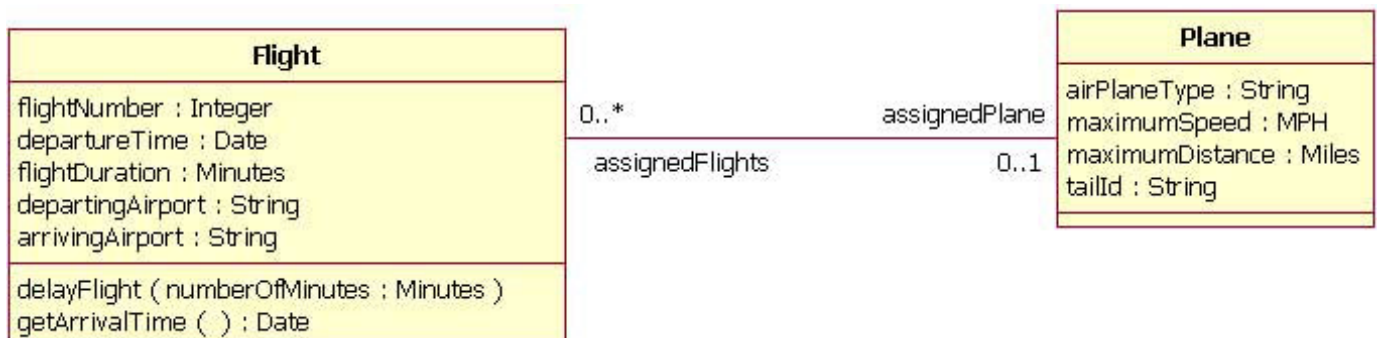 Flight
flightNumber : Integer
departureTime : Date
flightDuration : Minutes
departingAirport : String
arrivingAirport : String
delayFlight ( numberOfMinutes : Minutes )
getArrivalTime ( ) : Date
0..*
assignedFlights
assignedPlane
0..1
Plane
airPlaneType : String
maximumSpeed : MPH
maximumDistance : Miles
tailId : String